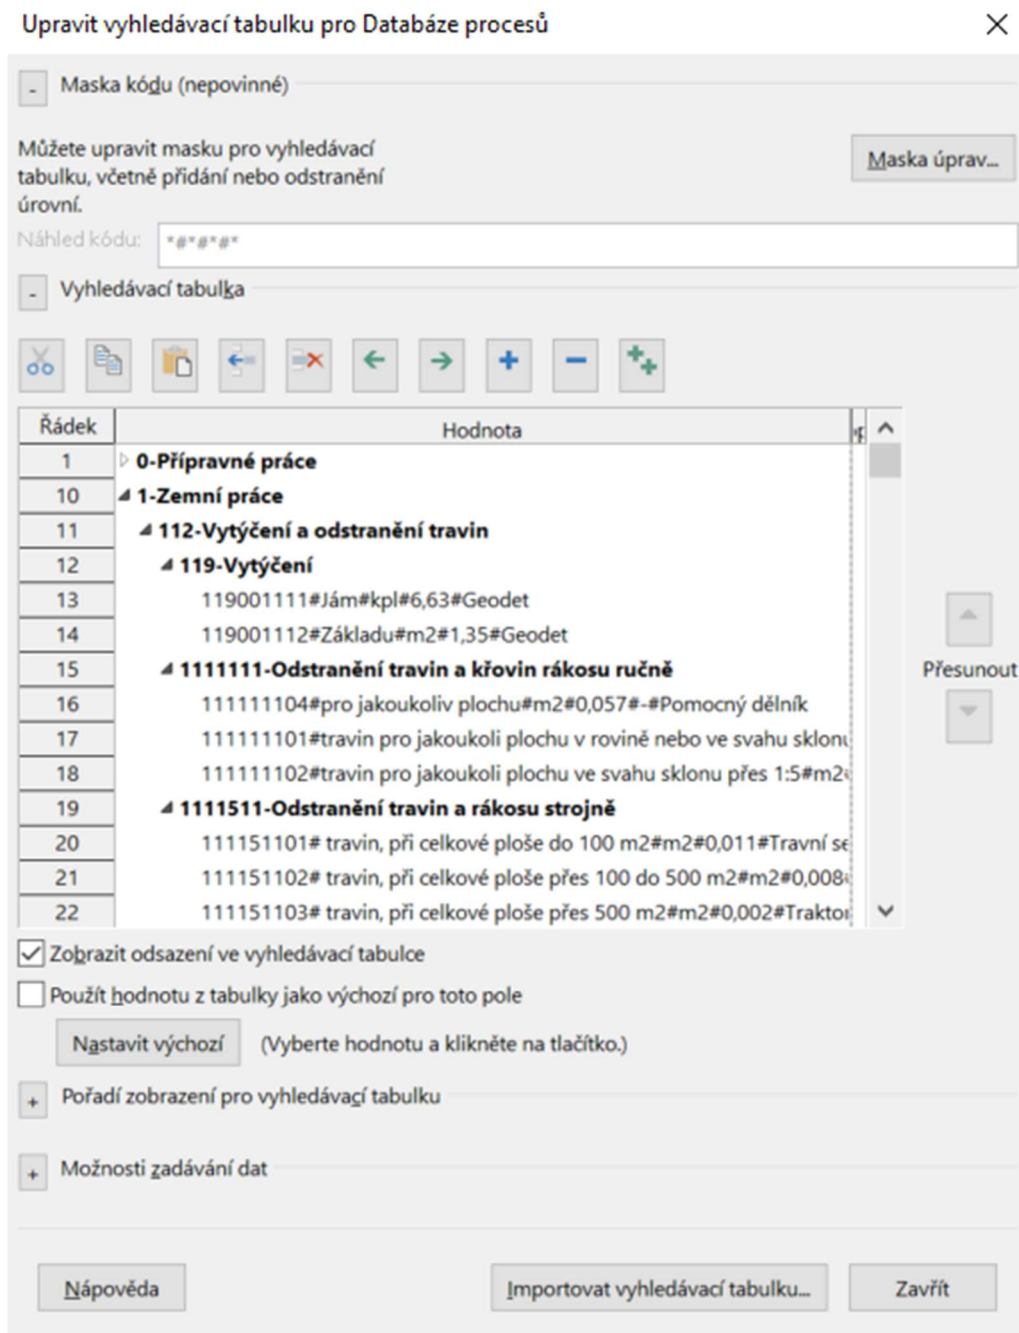 Upravit vyhledávací tabulku pro Databáze procesů
- Maska kódu (nepovinné)
Můžete upravit masku pro vyhledávací
tabulku, včetně přidání nebo odstranění
úrovní.
Maska úprav...
Náhled kódu: *#*#*#*
- Vyhledávací tabulka
Řádek Hodnota
1 0-Přípravné práce
10 1-Zemní práce
11 112-Vytýčení a odstranění travin
12 119-Vytýčení
13 119001111#Jám#kpl#6,63#Geodet
14 119001112#Základu#m2#1,35#Geodet
15 1111111-Odstranění travin a křovin rákosu ručně
16 111111104#pro jakoukoliv plochu#m2#0,057#-#Pomocný dělník
17 111111101#travin pro jakoukoli plochu v rovině nebo ve svahu sklonu
18 111111102#travin pro jakoukoli plochu ve svahu sklonu přes 1:5#m2
19 1111511-Odstranění travin a rákosu strojně
20 111151101# travin, při celkové ploše do 100 m2#m2#0,011#Travní se
21 111151102# travin, při celkové ploše přes 100 do 500 m2#m2#0,008
22 111151103# travin, při celkové ploše přes 500 m2#m2#0,002#Traktor
Přesunout
Zobrazit odsazení ve vyhledávací tabulce
Použít hodnotu z tabulky jako výchozí pro toto pole
Nastavit výchozí (Vyberte hodnotu a klikněte na tlačítko.)
+ Pořadí zobrazení pro vyhledávací tabulku
+ Možnosti zadávání dat
Nápověda Importovat vyhledávací tabulku... Zavřít